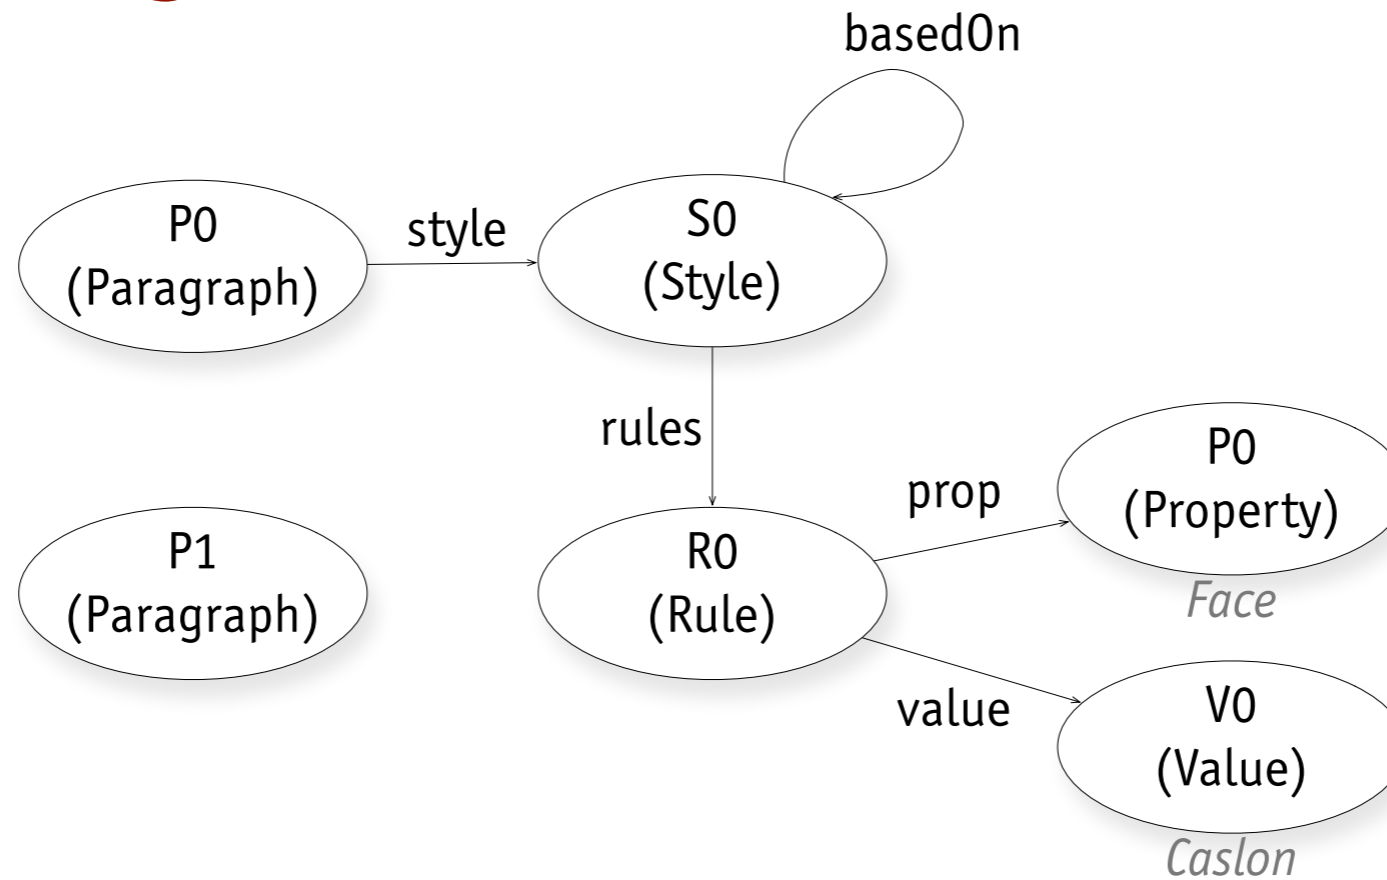 basedOn
P0
(Paragraph)
style
S0
(Style)
rules
prop
P0
(Property)
Face
P1
(Paragraph)
R0
(Rule)
value
V0
(Value)
Caslon